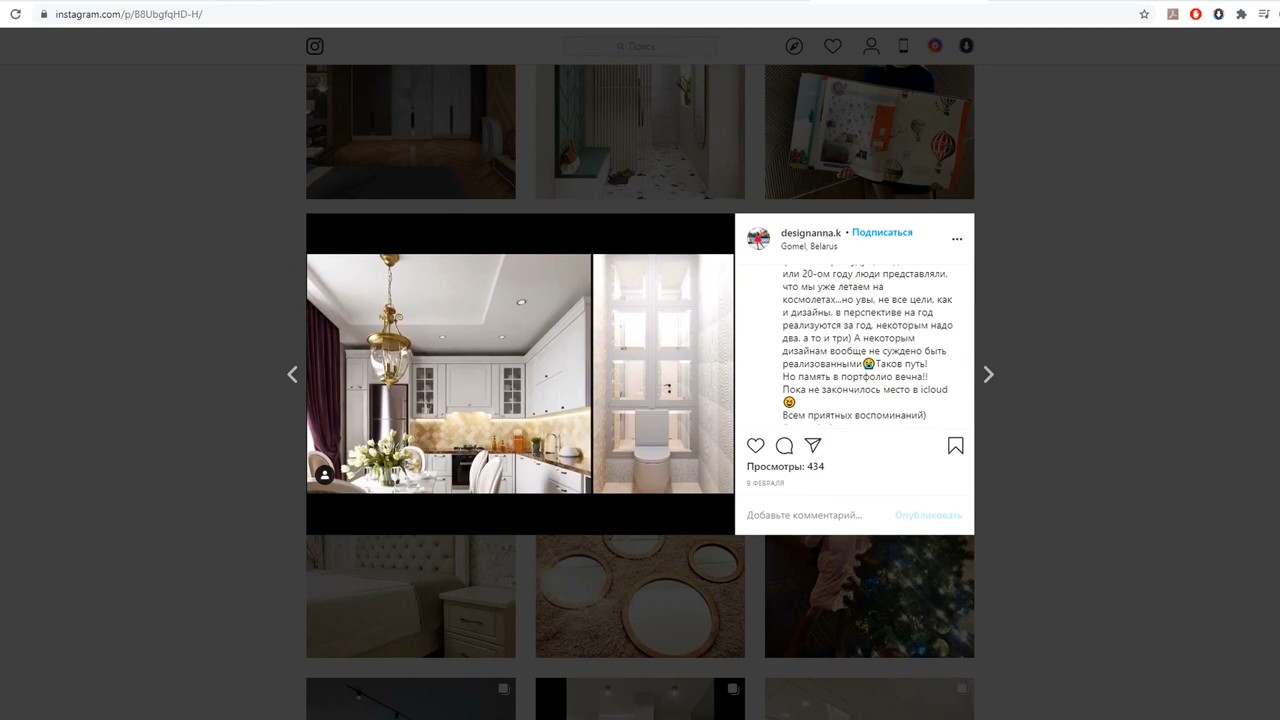 instagram.com/p/B8UbgfqHD-H/
Поиск
designanna.k • Подписаться
Gomel, Belarus
или 20-ом году люди представляли,
что мы уже летаем на
космолетах...но увы, не все цели, как
и дизайны, в перспективе на год
реализуются за год, некоторым надо
два, а то и три) А некоторым
дизайнам вообще не суждено быть
реализованными😭Таков путь!
Но память в портфолио вечна!!
Пока не закончилось место в icloud
😆
Всем приятных воспоминаний)
Просмотры: 434
9 ФЕВРАЛЯ
Добавьте комментарий...
Опубликовать